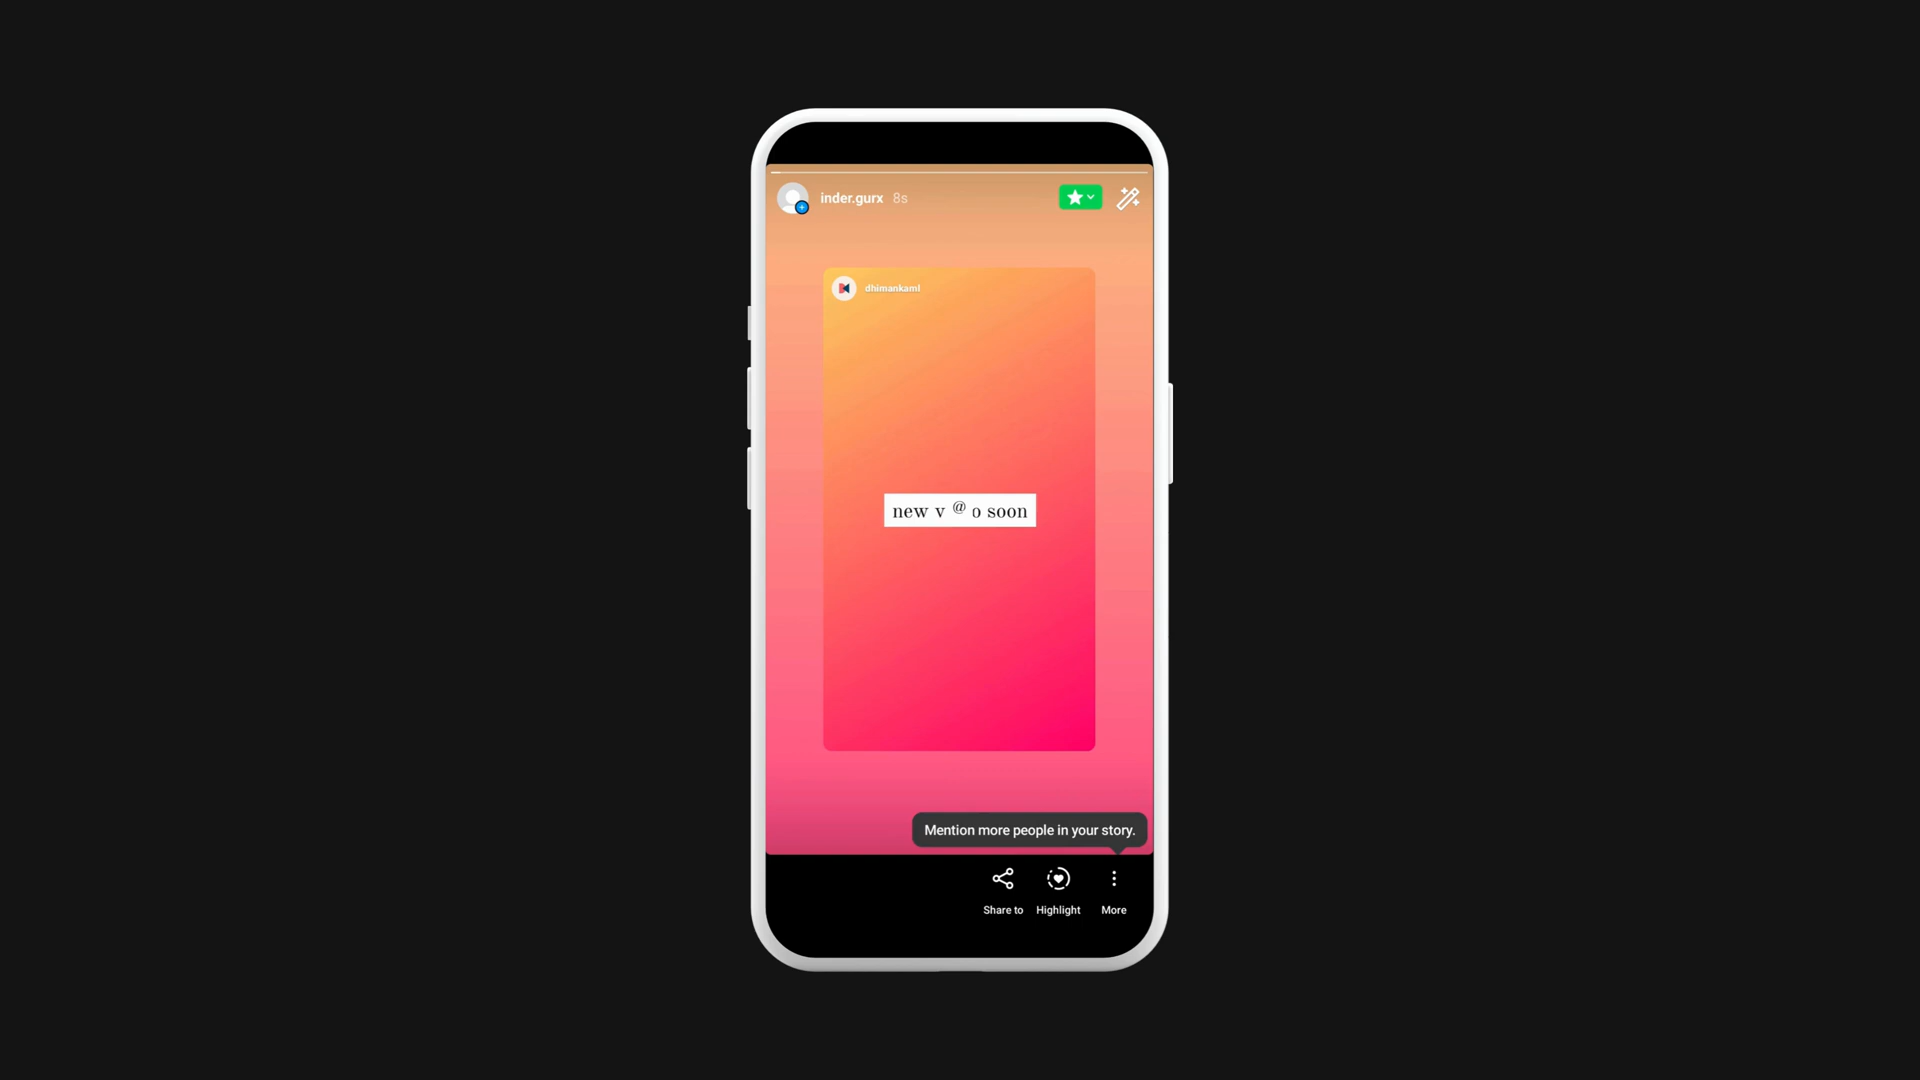 inder.gurx 8s
dhimankaml
new v @ o soon
Mention more people in your story.
Share to Highlight More